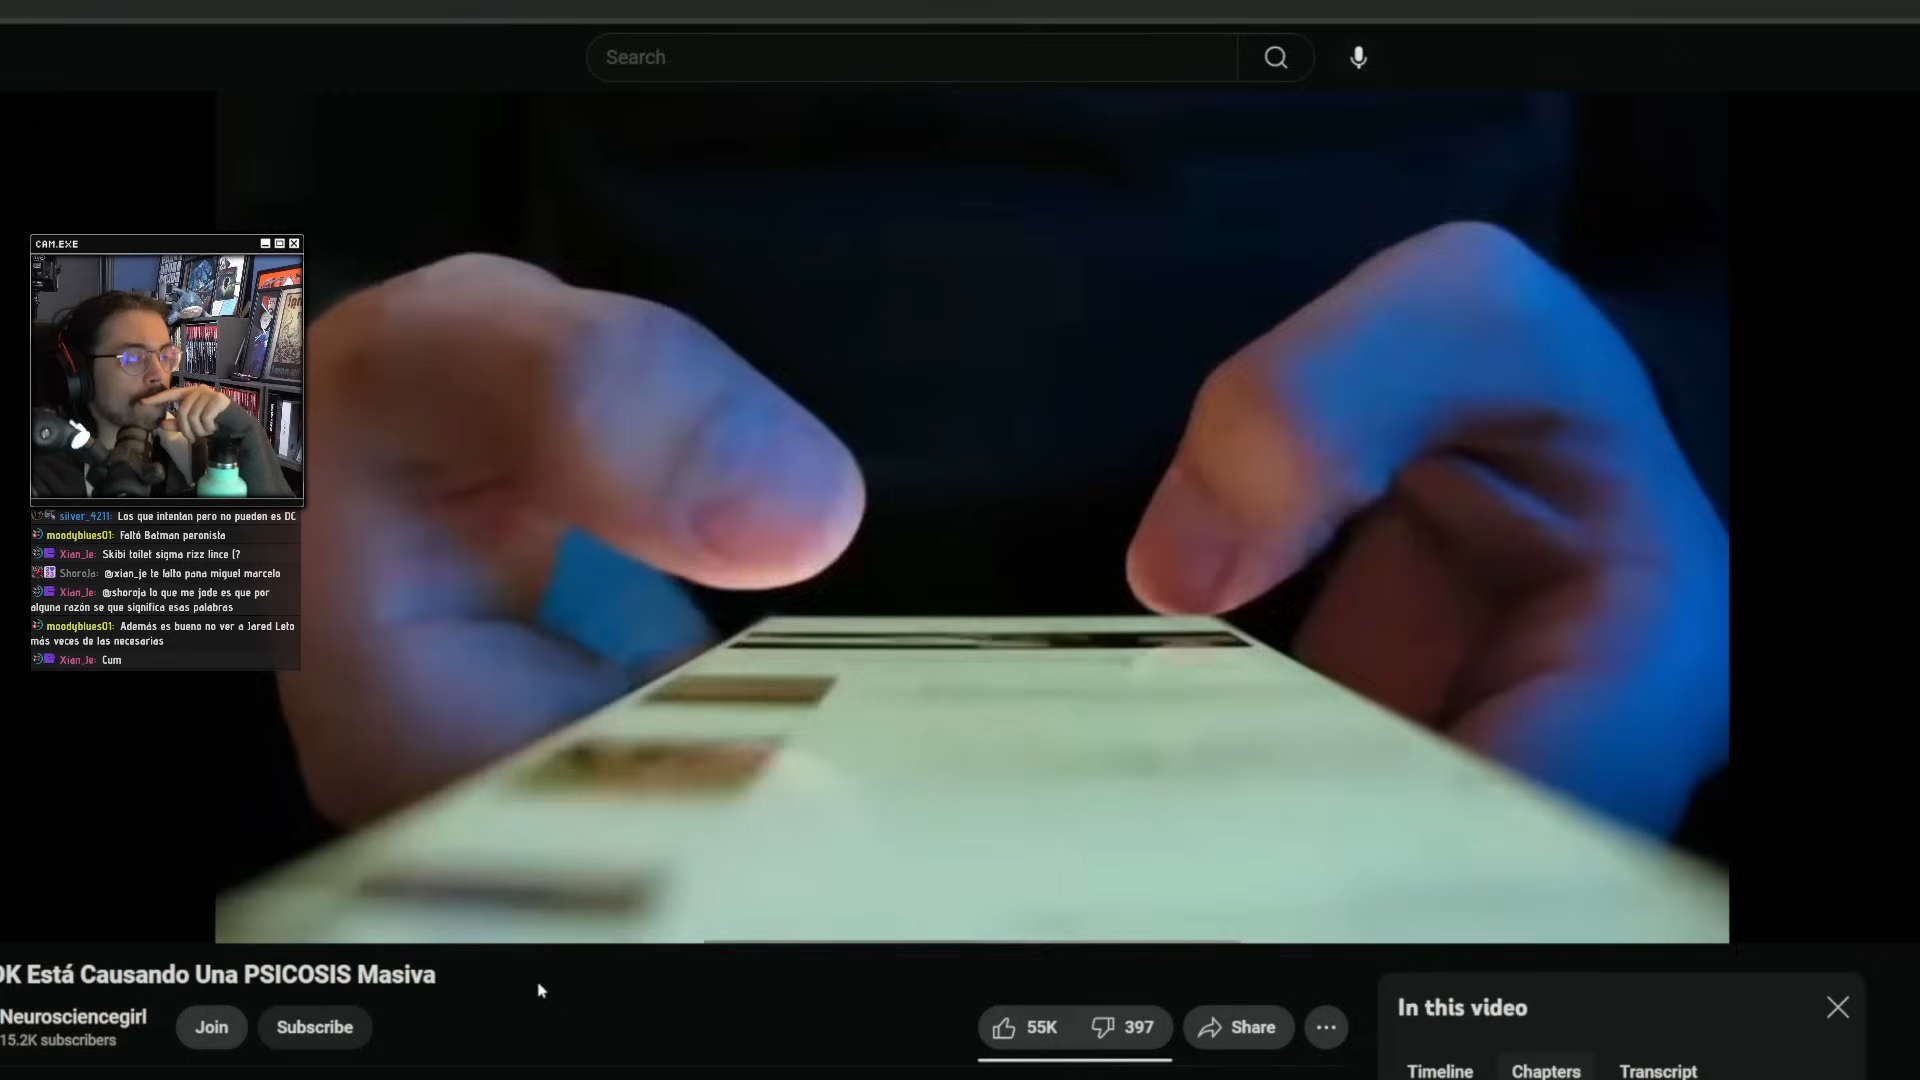 Search
CAM.EXE
silver_4211: Los que intentan pero no pueden es DC
moodyblues01: Faltó Batman peronista
Xian_Je: Skibi toilet sigma rizz lince (?
ShoroJa: @xian_je te falto pana miguel marcelo
Xian_Je: @shoroja lo que me jode es que por
alguna razón se que significa esas palabras
moodyblues01: Además es bueno no ver a Jared Leto
más veces de las necesarias
Xian_Je: Cum
OK Está Causando Una PSICOSIS Masiva
Neurosciencegirl
15.2K subscribers
Join
Subscribe
55K
397
Share
In this video
Timeline
Chapters
Transcript